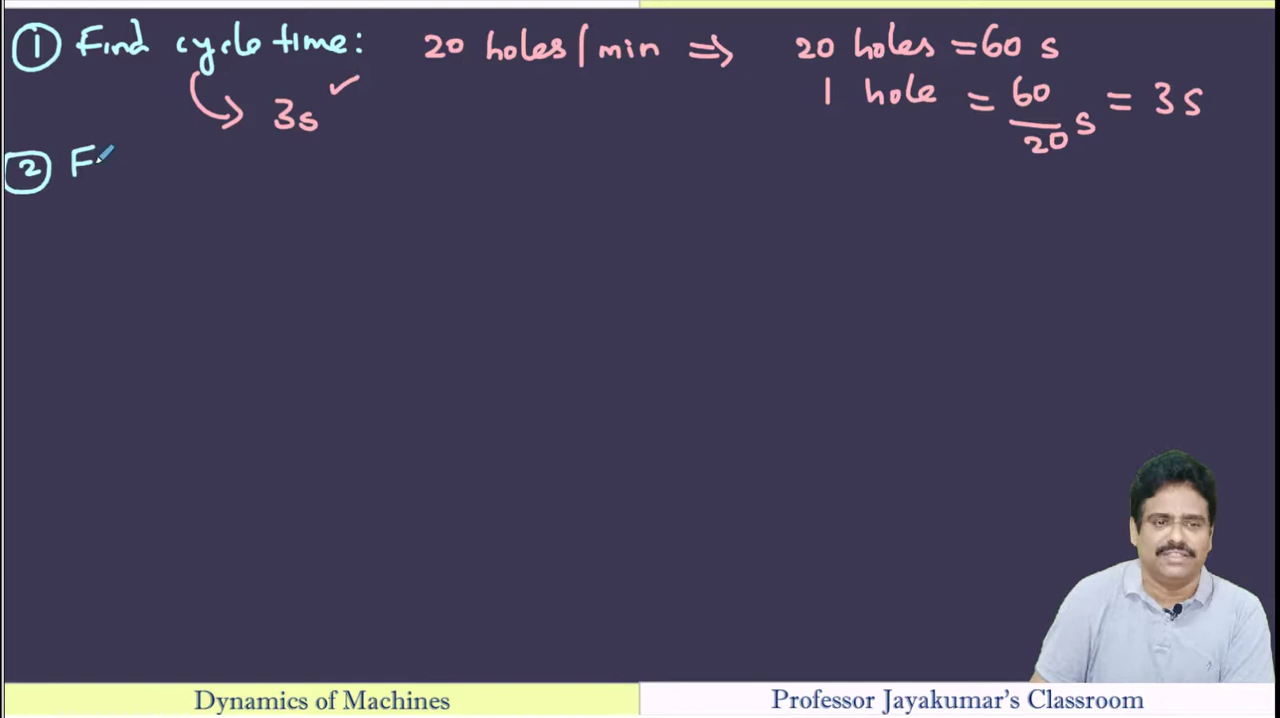 ① Find cycle time: 20 holes/min ⇒ 20 holes = 60 s
3s ✓ 1 hole = 60/20 s = 3s
② F
Dynamics of Machines
Professor Jayakumar's Classroom